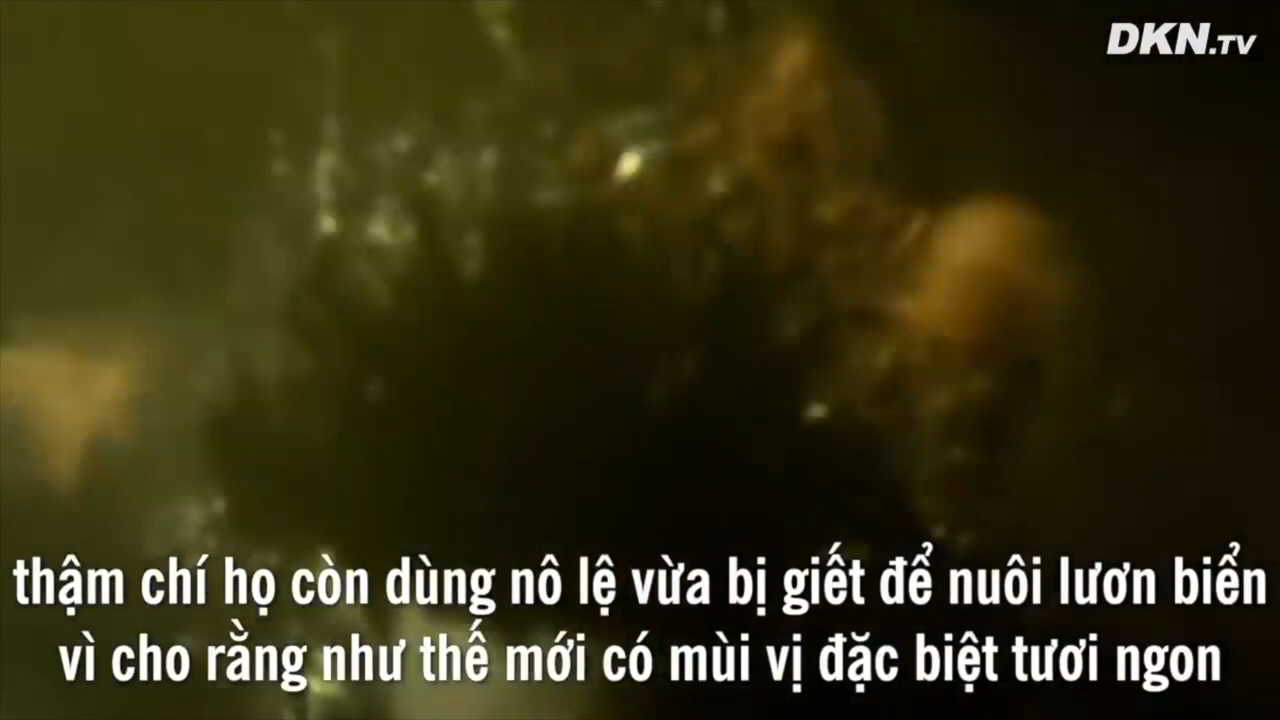 DKN.TV
thậm chí họ còn dùng nô lệ vừa bị giết để nuôi lươn biển
vì cho rằng như thế mới có mùi vị đặc biệt tươi ngon